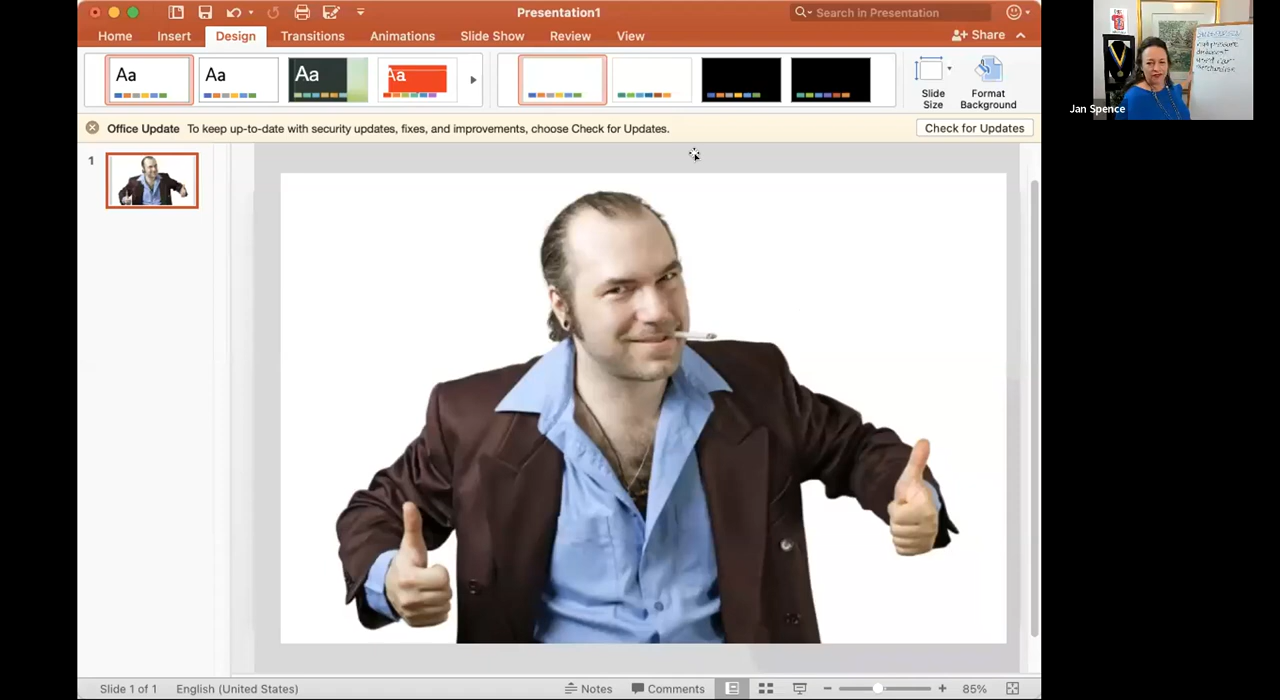 Presentation1
Search in Presentation
Home Insert Design Transitions Animations Slide Show Review View Share
Aa Aa Aa Aa
Slide Size
Format Background
Office Update To keep up-to-date with security updates, fixes, and improvements, choose Check for Updates.
Check for Updates
1
Jan Spence
Slide 1 of 1 English (United States) Notes Comments 85%